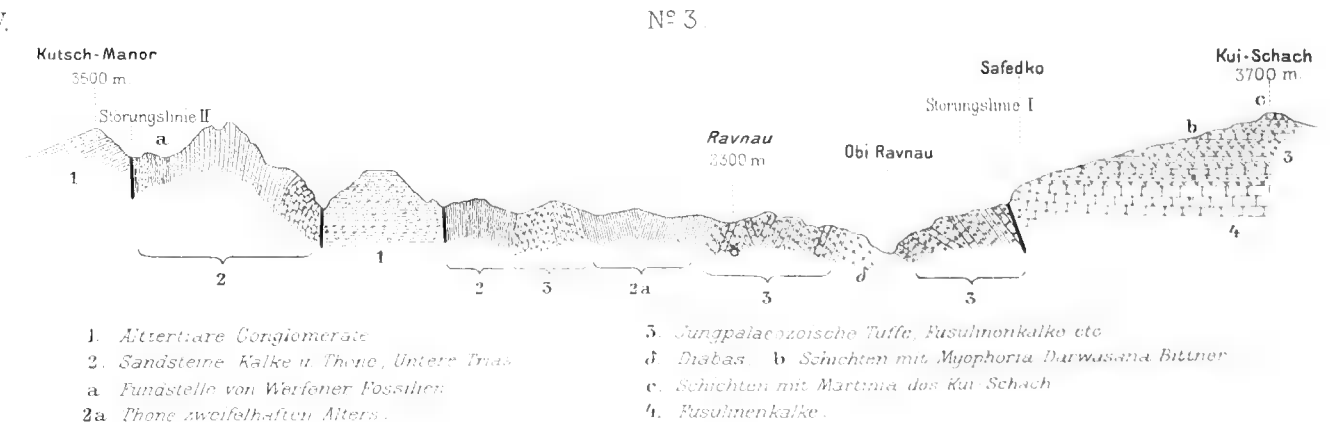 Nº 3.
Kutsch-Manor
3500 m.
Störungslinie II
a
1
2
1
2
3
2a
Ravnau
3300 m
δ
3
Obi Ravnau
δ
3
Safedko
Störungslinie I
Kui-Schach
3700 m.
c
b
3
4
1. Alttertiäre Conglomerate
2. Sandsteine Kalke u. Thone, Untere Trias
a Fundstelle von Werfener Fossilien
2a Thone zweifelhaften Alters.
3. Jungpalaeozoische Tuffe, Fusulinenkalke etc
δ. Diabas. b Schichten mit Myophoria Darwasana Bittner
c. Schichten mit Martinia des Kui-Schach
4. Fusulinenkalke.